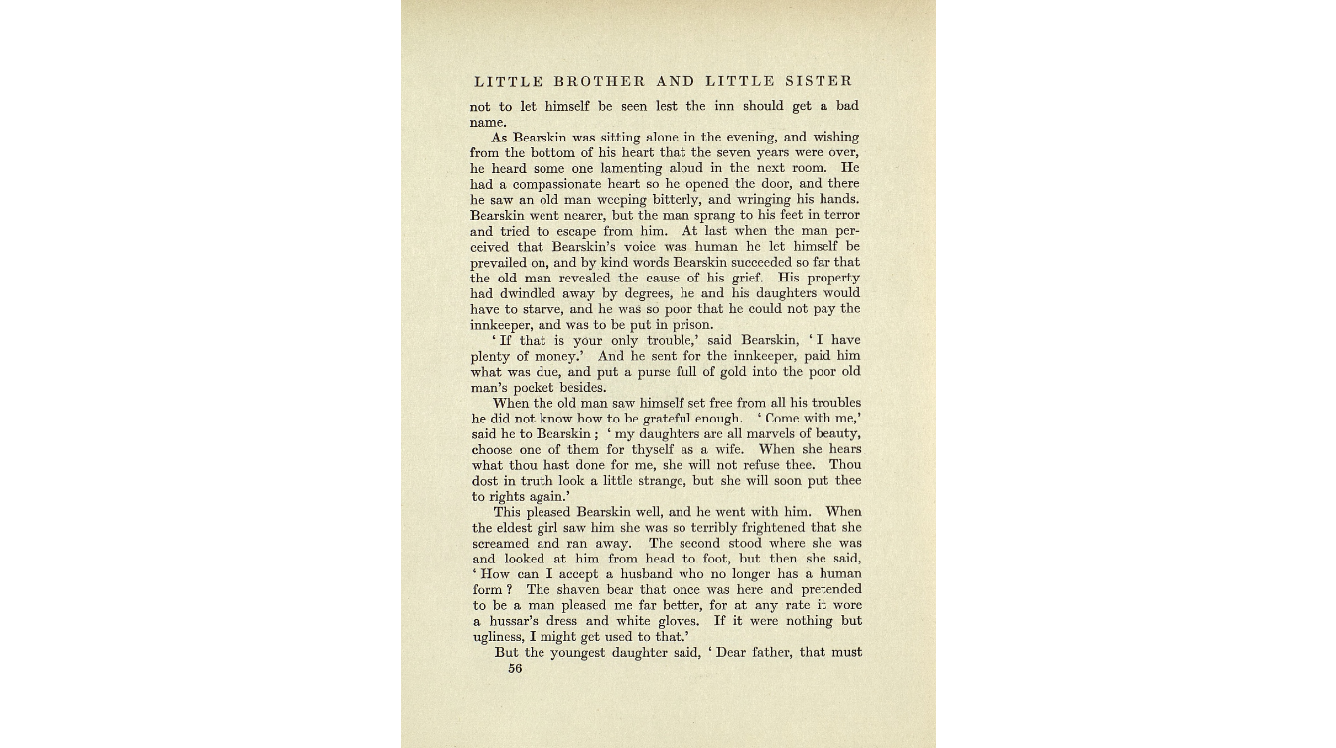 LITTLE BROTHER AND LITTLE SISTER
not to let himself be seen lest the inn should get a bad
name.
As Bearskin was sitting alone in the evening, and wishing
from the bottom of his heart that the seven years were over,
he heard some one lamenting aloud in the next room. He
had a compassionate heart so he opened the door, and there
he saw an old man weeping bitterly, and wringing his hands.
Bearskin went nearer, but the man sprang to his feet in terror
and tried to escape from him. At last when the man per-
ceived that Bearskin's voice was human he let himself be
prevailed on, and by kind words Bearskin succeeded so far that
the old man revealed the cause of his grief. His property
had dwindled away by degrees, he and his daughters would
have to starve, and he was so poor that he could not pay the
innkeeper, and was to be put in prison.
‘ If that is your only trouble,’ said Bearskin, ‘ I have
plenty of money.’ And he sent for the innkeeper, paid him
what was due, and put a purse full of gold into the poor old
man's pocket besides.
When the old man saw himself set free from all his troubles
he did not know how to be grateful enough. ‘ Come with me,’
said he to Bearskin ; ‘ my daughters are all marvels of beauty,
choose one of them for thyself as a wife. When she hears
what thou hast done for me, she will not refuse thee. Thou
dost in truth look a little strange, but she will soon put thee
to rights again.’
This pleased Bearskin well, and he went with him. When
the eldest girl saw him she was so terribly frightened that she
screamed and ran away. The second stood where she was
and looked at him from head to foot, but then she said,
‘ How can I accept a husband who no longer has a human
form ? The shaven bear that once was here and pretended
to be a man pleased me far better, for at any rate it wore
a hussar's dress and white gloves. If it were nothing but
ugliness, I might get used to that.’
But the youngest daughter said, ‘ Dear father, that must
56